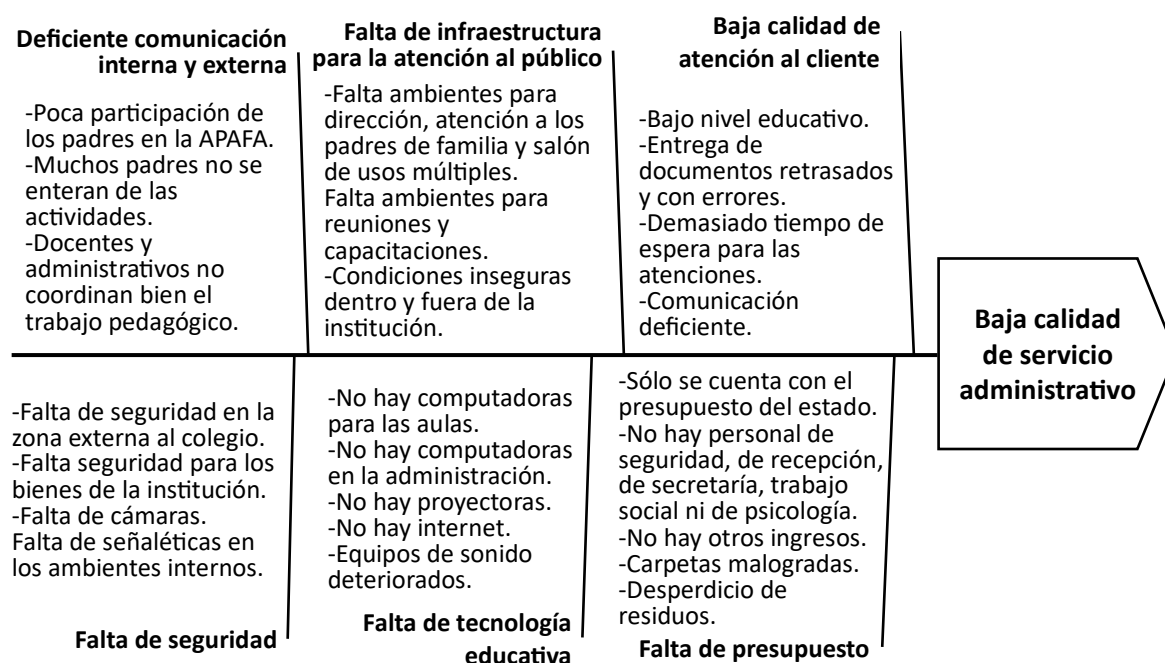 Deficiente comunicación
interna y externa
-Poca participación de
los padres en la APAFA.
-Muchos padres no se
enteran de las
actividades.
-Docentes y
administrativos no
coordinan bien el
trabajo pedagógico.
Falta de infraestructura
para la atención al público
-Falta ambientes para
dirección, atención a los
padres de familia y salón
de usos múltiples.
Falta ambientes para
reuniones y
capacitaciones.
-Condiciones inseguras
dentro y fuera de la
institución.
Baja calidad de
atención al cliente
-Bajo nivel educativo.
-Entrega de
documentos retrasados
y con errores.
-Demasiado tiempo de
espera para las
atenciones.
-Comunicación
deficiente.
Baja calidad
de servicio
administrativo
-Falta de seguridad en la
zona externa al colegio.
-Falta seguridad para los
bienes de la institución.
-Falta de cámaras.
Falta de señaléticas en
los ambientes internos.
Falta de seguridad
-No hay computadoras
para las aulas.
-No hay computadoras
en la administración.
-No hay proyectoras.
-No hay internet.
-Equipos de sonido
deteriorados.
Falta de tecnología
educativa
-Sólo se cuenta con el
presupuesto del estado.
-No hay personal de
seguridad, de recepción,
de secretaría, trabajo
social ni de psicología.
-No hay otros ingresos.
-Carpetas malogradas.
-Desperdicio de
residuos.
Falta de presupuesto